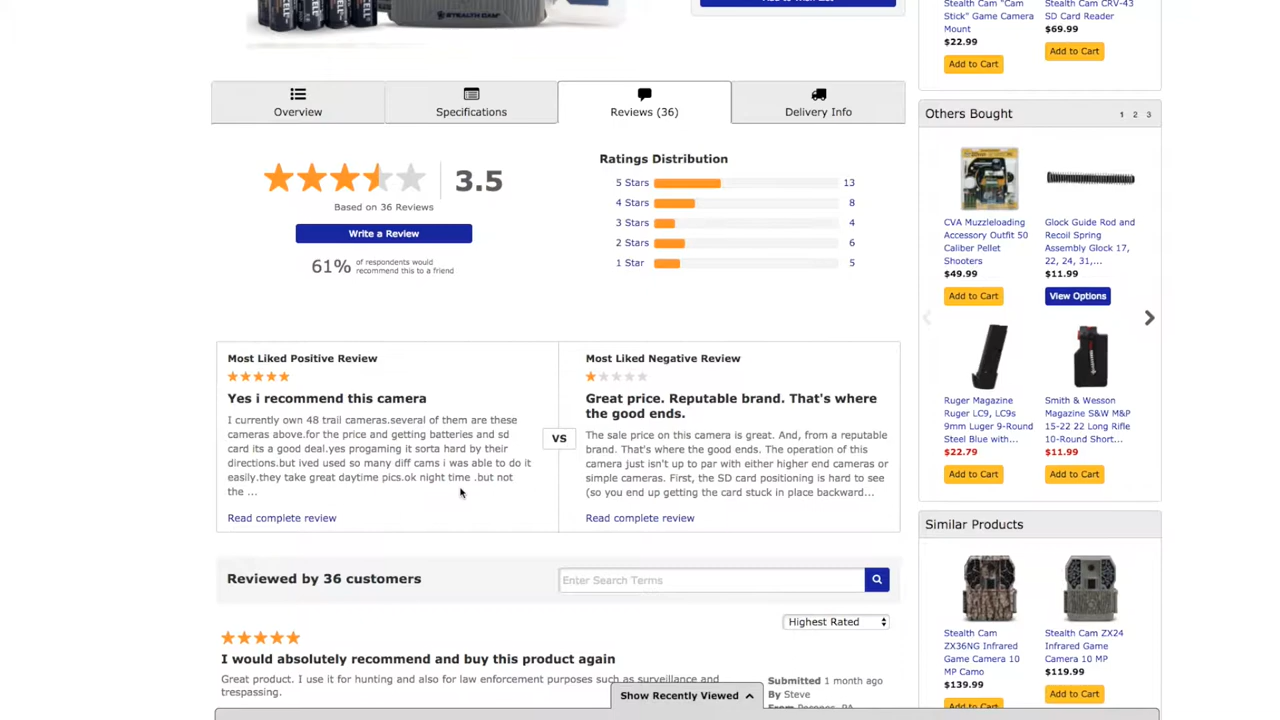 STEALTH CAM
Stealth Cam "Cam
Stick" Game Camera
Mount
$22.99
Add to Cart
Stealth Cam CRV-43
SD Card Reader
$69.99
Add to Cart
Overview
Specifications
Reviews (36)
Delivery Info
3.5
Based on 36 Reviews
Write a Review
61% of respondents would
recommend this to a friend
Ratings Distribution
5 Stars 13
4 Stars 8
3 Stars 4
2 Stars 6
1 Star 5
Most Liked Positive Review
Yes i recommend this camera
I currently own 48 trail cameras.several of them are these
cameras above.for the price and getting batteries and sd
card its a good deal.yes programing it sorta hard by their
directions.but ived used so many diff cams i was able to do it
easily.they take great daytime pics.ok night time .but not
the ...
Read complete review
VS
Most Liked Negative Review
Great price. Reputable brand. That's where
the good ends.
The sale price on this camera is great. And, from a reputable
brand. That's where the good ends. The operation of this
camera just isn't up to par with either higher end cameras or
simple cameras. First, the SD card positioning is hard to see
(so you end up getting the card stuck in place backward...
Read complete review
Reviewed by 36 customers
Enter Search Terms
Highest Rated
I would absolutely recommend and buy this product again
Great product. I use it for hunting and also for law enforcement purposes such as surveillance and
trespassing.
Submitted 1 month ago
By Steve
From Poconos, PA
Show Recently Viewed
Others Bought
1 2 3
CVA Muzzleloading
Accessory Outfit 50
Caliber Pellet
Shooters
$49.99
Add to Cart
Glock Guide Rod and
Recoil Spring
Assembly Glock 17,
22, 24, 31,...
$11.99
View Options
Ruger Magazine
Ruger LC9, LC9s
9mm Luger 9-Round
Steel Blue with...
$22.79
Add to Cart
Smith & Wesson
Magazine S&W M&P
15-22 22 Long Rifle
10-Round Short...
$11.99
Add to Cart
Similar Products
Stealth Cam
ZX36NG Infrared
Game Camera 10
MP Camo
$139.99
Add to Cart
Stealth Cam ZX24
Infrared Game
Camera 10 MP
$119.99
Add to Cart